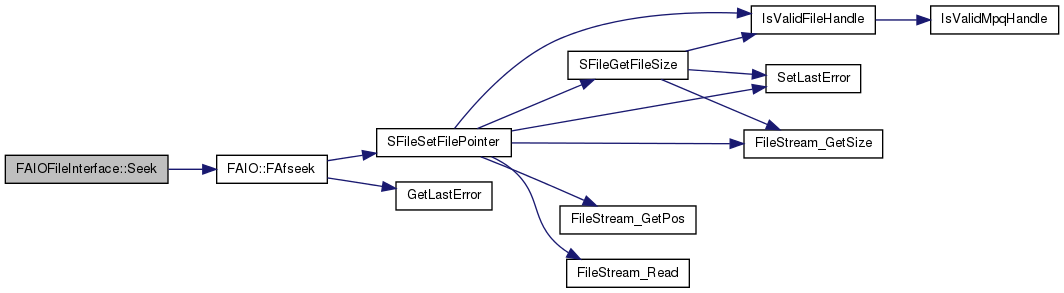 FAIOFileInterface::Seek
FAIO::FAfseek
SFileSetFilePointer
GetLastError
SFileGetFileSize
IsValidFileHandle
IsValidMpqHandle
SetLastError
FileStream_GetSize
FileStream_GetPos
FileStream_Read